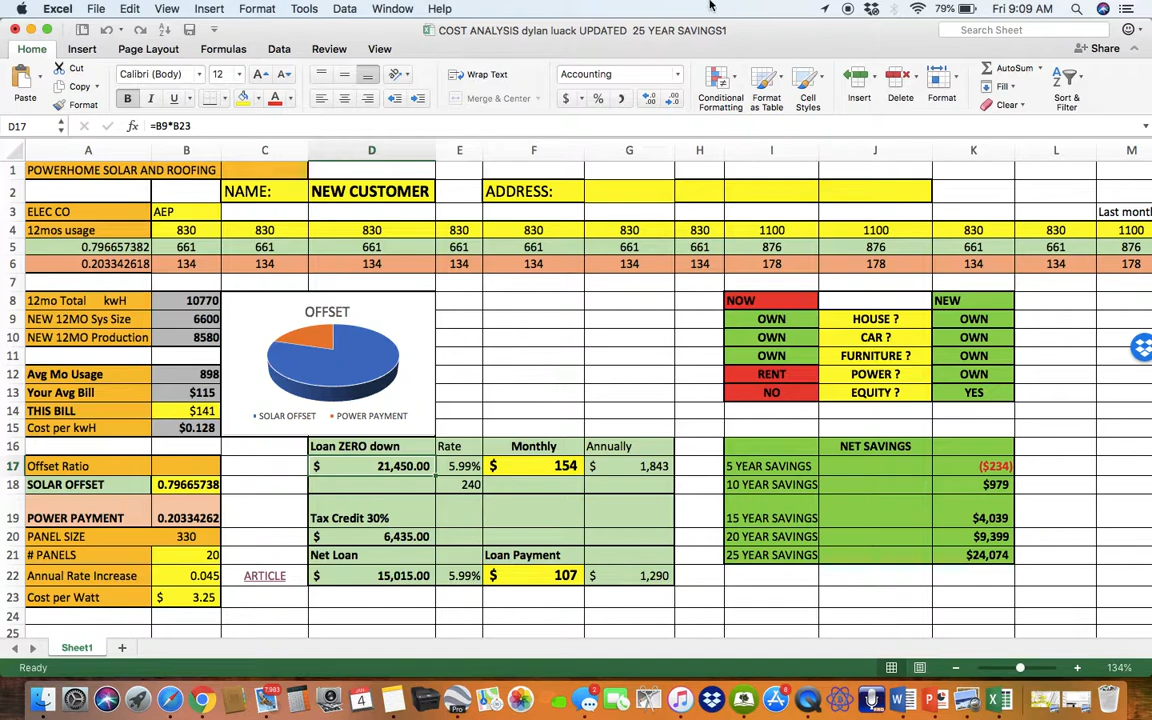 Excel File Edit View Insert Format Tools Data Window Help 79% Fri 9:09 AM
COST ANALYSIS dylan luack UPDATED 25 YEAR SAVINGS1 Search Sheet
Home Insert Page Layout Formulas Data Review View Share
Paste Cut Copy Format Calibri (Body) 12 A A Wrap Text Accounting Conditional Formatting Format as Table Cell Styles Insert Delete Format AutoSum Fill Clear Sort & Filter
B I U A Merge & Center $ % )
D17 fx =B9*B23
A B C D E F G H I J K L M
1 POWERHOME SOLAR AND ROOFING
2 NAME: NEW CUSTOMER ADDRESS:
3 ELEC CO AEP Last month
4 12mos usage 830 830 830 830 830 830 830 1100 1100 830 830 1100
5 0.796657382 661 661 661 661 661 661 661 876 876 661 661 876
6 0.203342618 134 134 134 134 134 134 134 178 178 134 134 178
7
8 12mo Total kwH 10770 NOW NEW
9 NEW 12MO Sys Size 6600 OFFSET OWN HOUSE ? OWN
10 NEW 12MO Production 8580 OWN CAR ? OWN
11 OWN FURNITURE ? OWN
12 Avg Mo Usage 898 RENT POWER ? OWN
13 Your Avg Bill $115 NO EQUITY ? YES
14 THIS BILL $141 SOLAR OFFSET POWER PAYMENT
15 Cost per kwH $0.128
16 Loan ZERO down Rate Monthly Annually NET SAVINGS
17 Offset Ratio $ 21,450.00 5.99% $ 154 $ 1,843 5 YEAR SAVINGS ($234)
18 SOLAR OFFSET 0.79665738 240 10 YEAR SAVINGS $979
19 POWER PAYMENT 0.20334262 Tax Credit 30% 15 YEAR SAVINGS $4,039
20 PANEL SIZE 330 $ 6,435.00 20 YEAR SAVINGS $9,399
21 # PANELS 20 Net Loan Loan Payment 25 YEAR SAVINGS $24,074
22 Annual Rate Increase 0.045 ARTICLE $ 15,015.00 5.99% $ 107 $ 1,290
23 Cost per Watt $ 3.25
24
25
Sheet1 +
Ready 134%